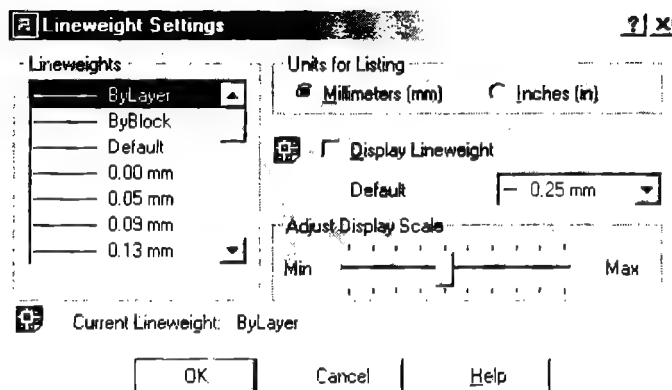 Lineweight Settings
Lineweights
ByLayer
ByBlock
Default
0.00 mm
0.05 mm
0.09 mm
0.13 mm
Units for Listing
Millimeters (mm)
Inches (in)
Display Lineweight
Default
0.25 mm
Adjust Display Scale
Min
Max
Current Lineweight: ByLayer
OK
Cancel
Help